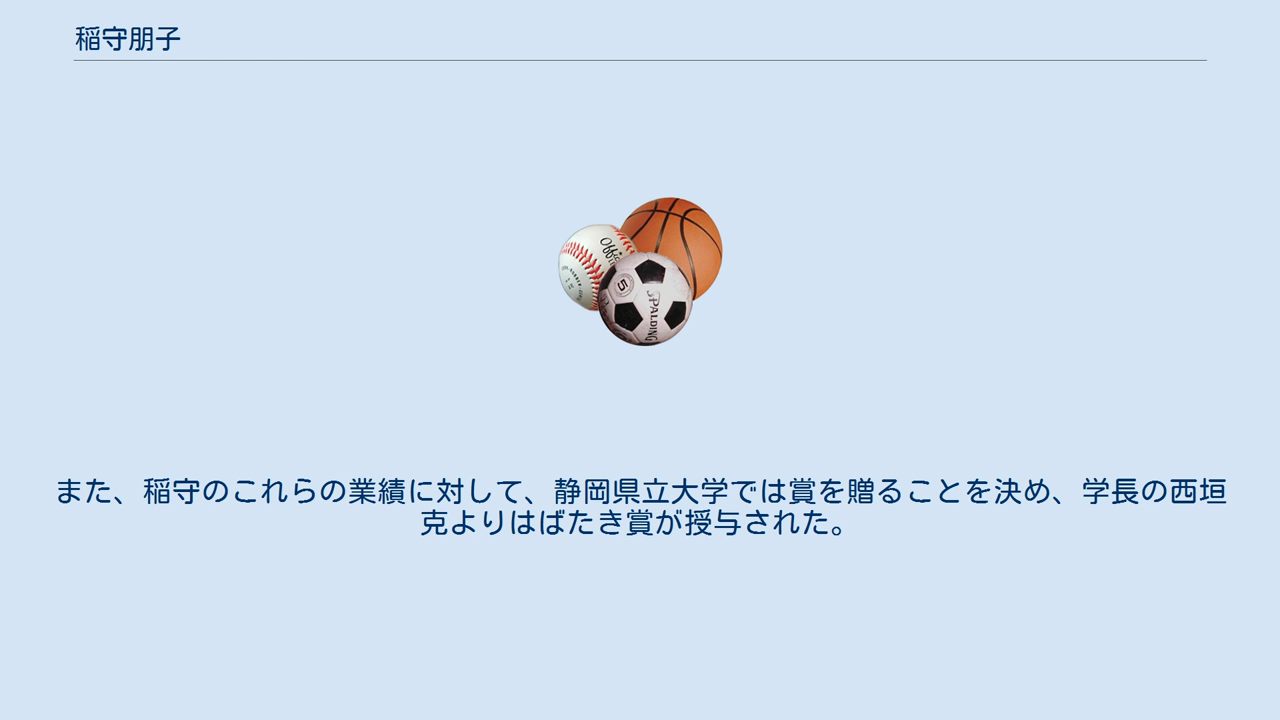 稲守朋子
また、稲守のこれらの業績に対して、静岡県立大学では賞を贈ることを決め、学長の西垣
克よりはばたき賞が授与された。
5
SPALDING